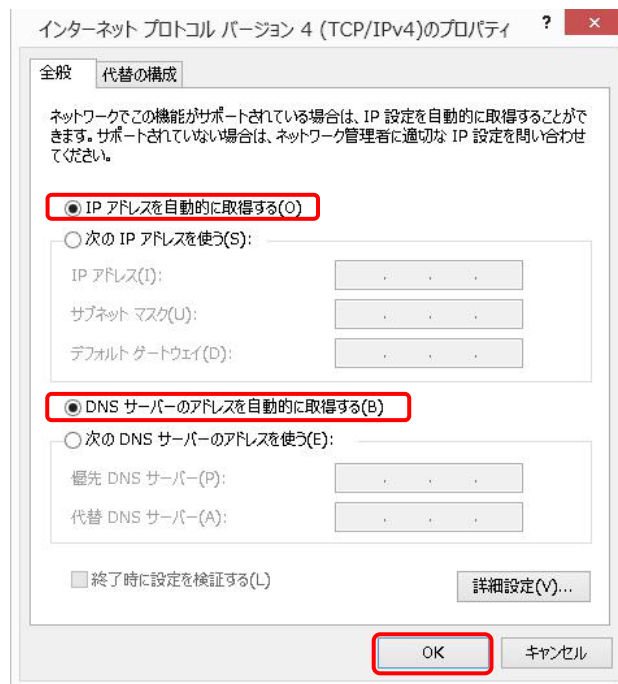 インターネット プロトコル バージョン 4 (TCP/IPv4)のプロパティ ? ×
全般 代替の構成
ネットワークでこの機能がサポートされている場合は、IP 設定を自動的に取得することがで
きます。サポートされていない場合は、ネットワーク管理者に適切な IP 設定を問い合わせ
てください。
IP アドレスを自動的に取得する(O)
次の IP アドレスを使う(S):
IP アドレス(I):
サブネット マスク(U):
デフォルト ゲートウェイ(D):
DNS サーバーのアドレスを自動的に取得する(B)
次の DNS サーバーのアドレスを使う(E):
優先 DNS サーバー(P):
代替 DNS サーバー(A):
終了時に設定を検証する(L)
詳細設定(V)...
OK キャンセル